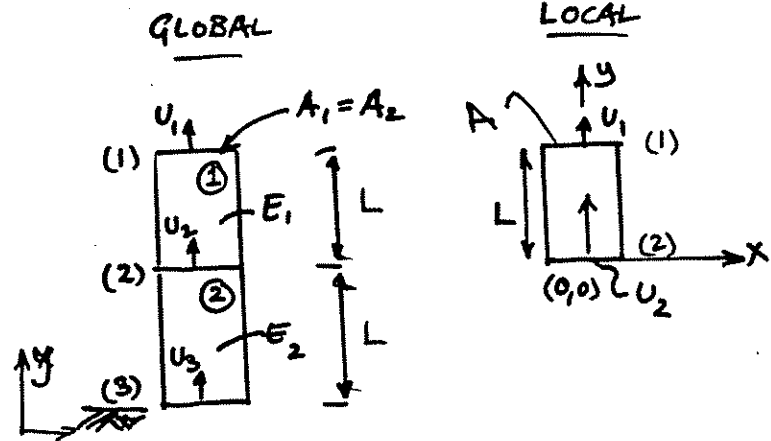 GLOBAL
U₁
A₁ = A₂
(1)
①
E₁
L
U₂
(2)
②
E₂
L
U₃
(3)
y
LOCAL
y
A
U₁
(1)
L
(2)
X
(0,0)
U₂